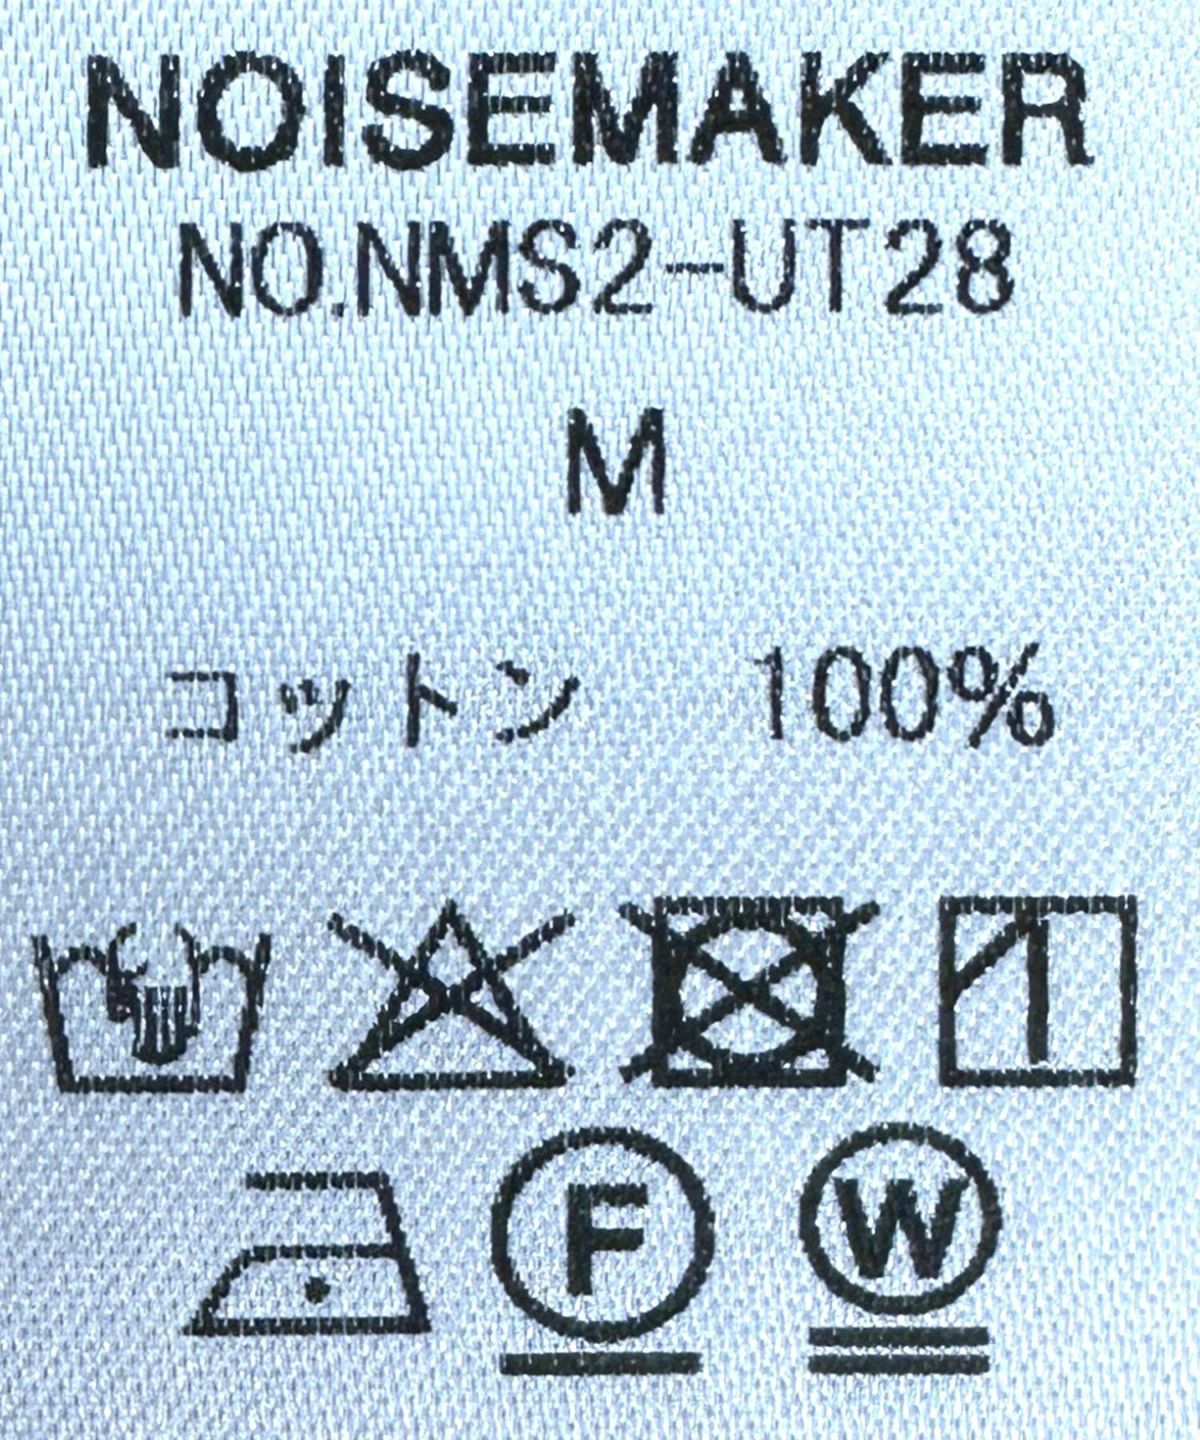 NOISEMAKER
NO.NMS2-UT28
M
コットン 100%
F W